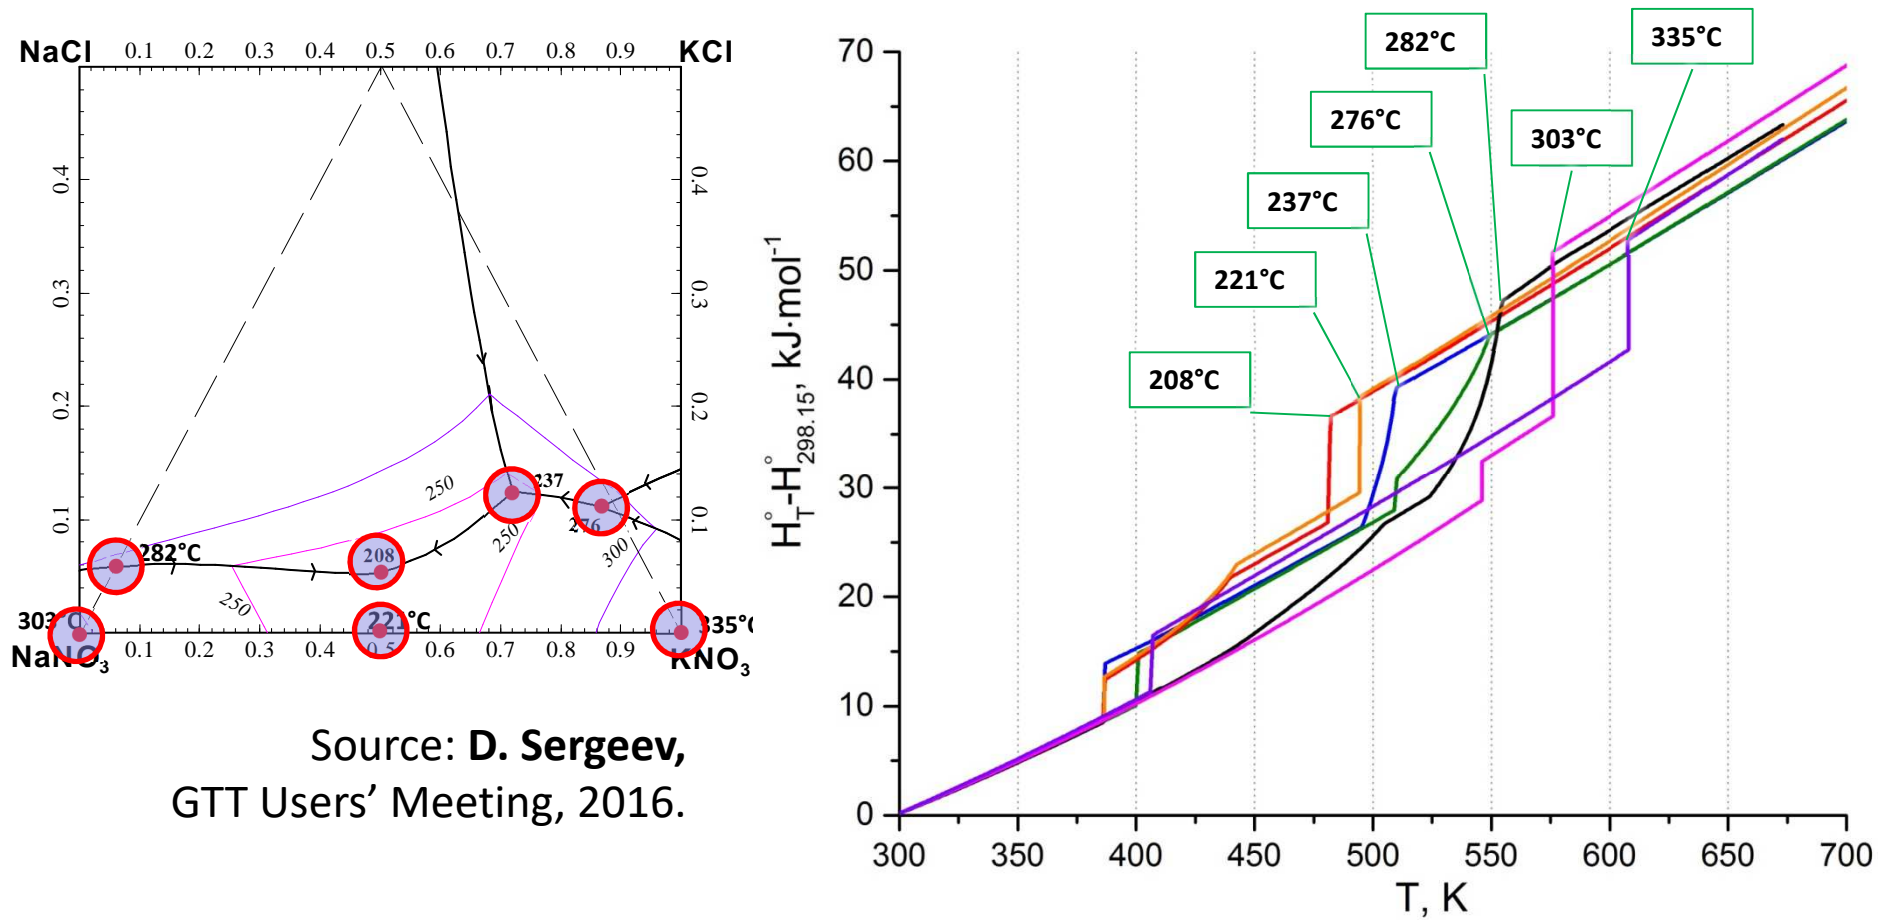 NaCl 0.1 0.2 0.3 0.4 0.5 0.6 0.7 0.8 0.9 KCl
0.4 0.4
0.3 0.3
0.2 0.2
0.1 0.1
250
237
276
250
300
282°C
208
250
303°C
221°C
335°C
NaNO3 0.1 0.2 0.3 0.4 0.5 0.6 0.7 0.8 0.9 KNO3
Source: D. Sergeev,
GTT Users' Meeting, 2016.
282°C
335°C
276°C
303°C
237°C
221°C
208°C
70
60
50
40
30
20
10
0
H°T-H°298.15, kJ·mol-1
300 350 400 450 500 550 600 650 700
T, K